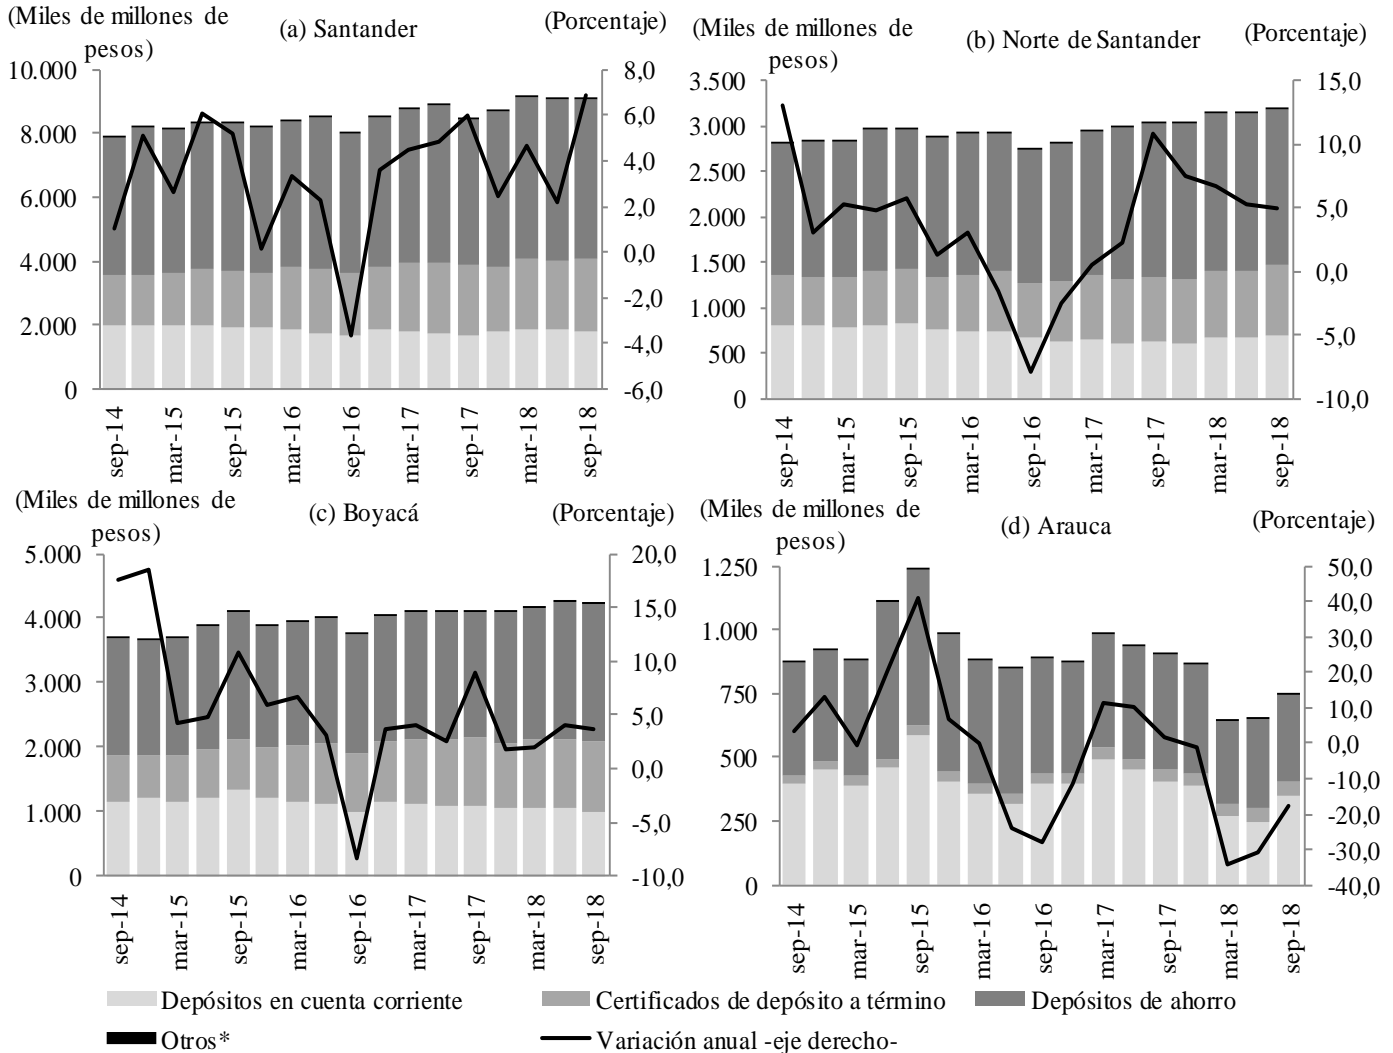 (Miles de millones de
pesos)
(a) Santander
(Porcentaje)
10.000
8.000
6.000
4.000
2.000
0
8,0
6,0
4,0
2,0
0,0
-2,0
-4,0
-6,0
sep-14
mar-15
sep-15
mar-16
sep-16
mar-17
sep-17
mar-18
sep-18
(Miles de millones de
pesos)
(b) Norte de Santander
(Porcentaje)
3.500
3.000
2.500
2.000
1.500
1.000
500
0
15,0
10,0
5,0
0,0
-5,0
-10,0
sep-14
mar-15
sep-15
mar-16
sep-16
mar-17
sep-17
mar-18
sep-18
(Miles de millones de
pesos)
(c) Boyacá
(Porcentaje)
5.000
4.000
3.000
2.000
1.000
0
20,0
15,0
10,0
5,0
0,0
-5,0
-10,0
sep-14
mar-15
sep-15
mar-16
sep-16
mar-17
sep-17
mar-18
sep-18
(Miles de millones de
pesos)
(d) Arauca
(Porcentaje)
1.250
1.000
750
500
250
0
50,0
40,0
30,0
20,0
10,0
0,0
-10,0
-20,0
-30,0
-40,0
sep-14
mar-15
sep-15
mar-16
sep-16
mar-17
sep-17
mar-18
sep-18
Depósitos en cuenta corriente
Certificados de depósito a término
Depósitos de ahorro
Otros*
Variación anual -eje derecho-